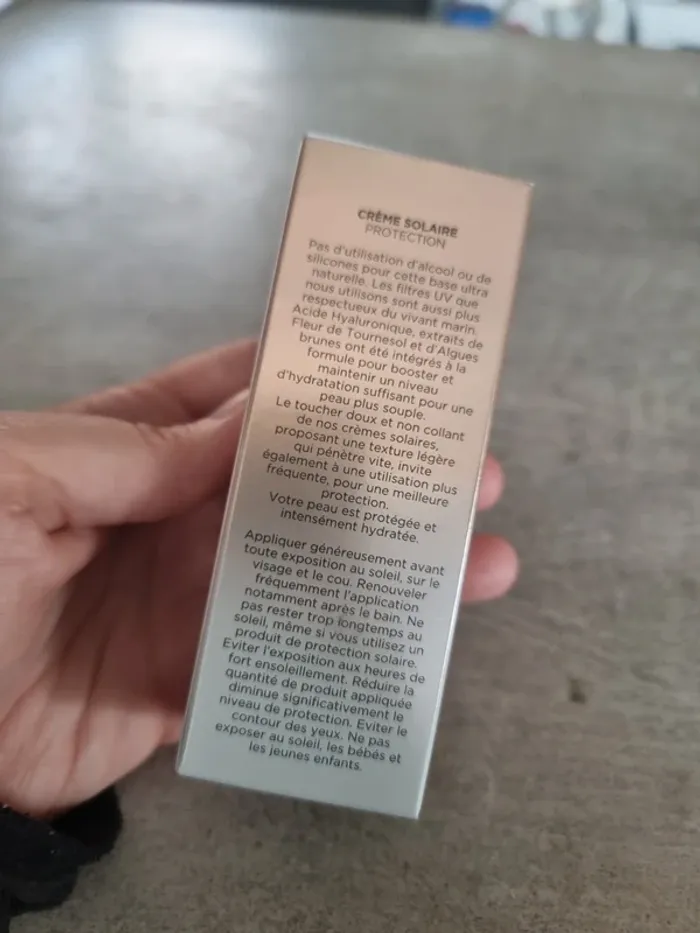 CRÈME SOLAIRE
PROTECTION
Pas d'utilisation d'alcool ou de
silicones pour cette base ultra
naturelle. Les filtres UV que
nous utilisons sont aussi plus
respectueux du vivant marin.
Acide Hyaluronique, extraits de
Fleur de Tournesol et d'Algues
brunes ont été intégrés à la
formule pour booster et
maintenir un niveau
d'hydratation suffisant pour une
peau plus souple.
Le toucher doux et non collant
de nos crèmes solaires,
proposant une texture légère
qui pénètre vite, invite
également à une utilisation plus
fréquente, pour une meilleure
protection.
Votre peau est protégée et
intensément hydratée.
Appliquer généreusement avant
toute exposition au soleil, sur le
visage et le cou. Renouveler
fréquemment l'application
notamment après le bain. Ne
pas rester trop longtemps au
soleil, même si vous utilisez un
produit de protection solaire.
Eviter l'exposition aux heures de
fort ensoleillement. Réduire la
quantité de produit appliquée
diminue significativement le
niveau de protection. Eviter le
contour des yeux. Ne pas
exposer au soleil, les bébés et
les jeunes enfants.